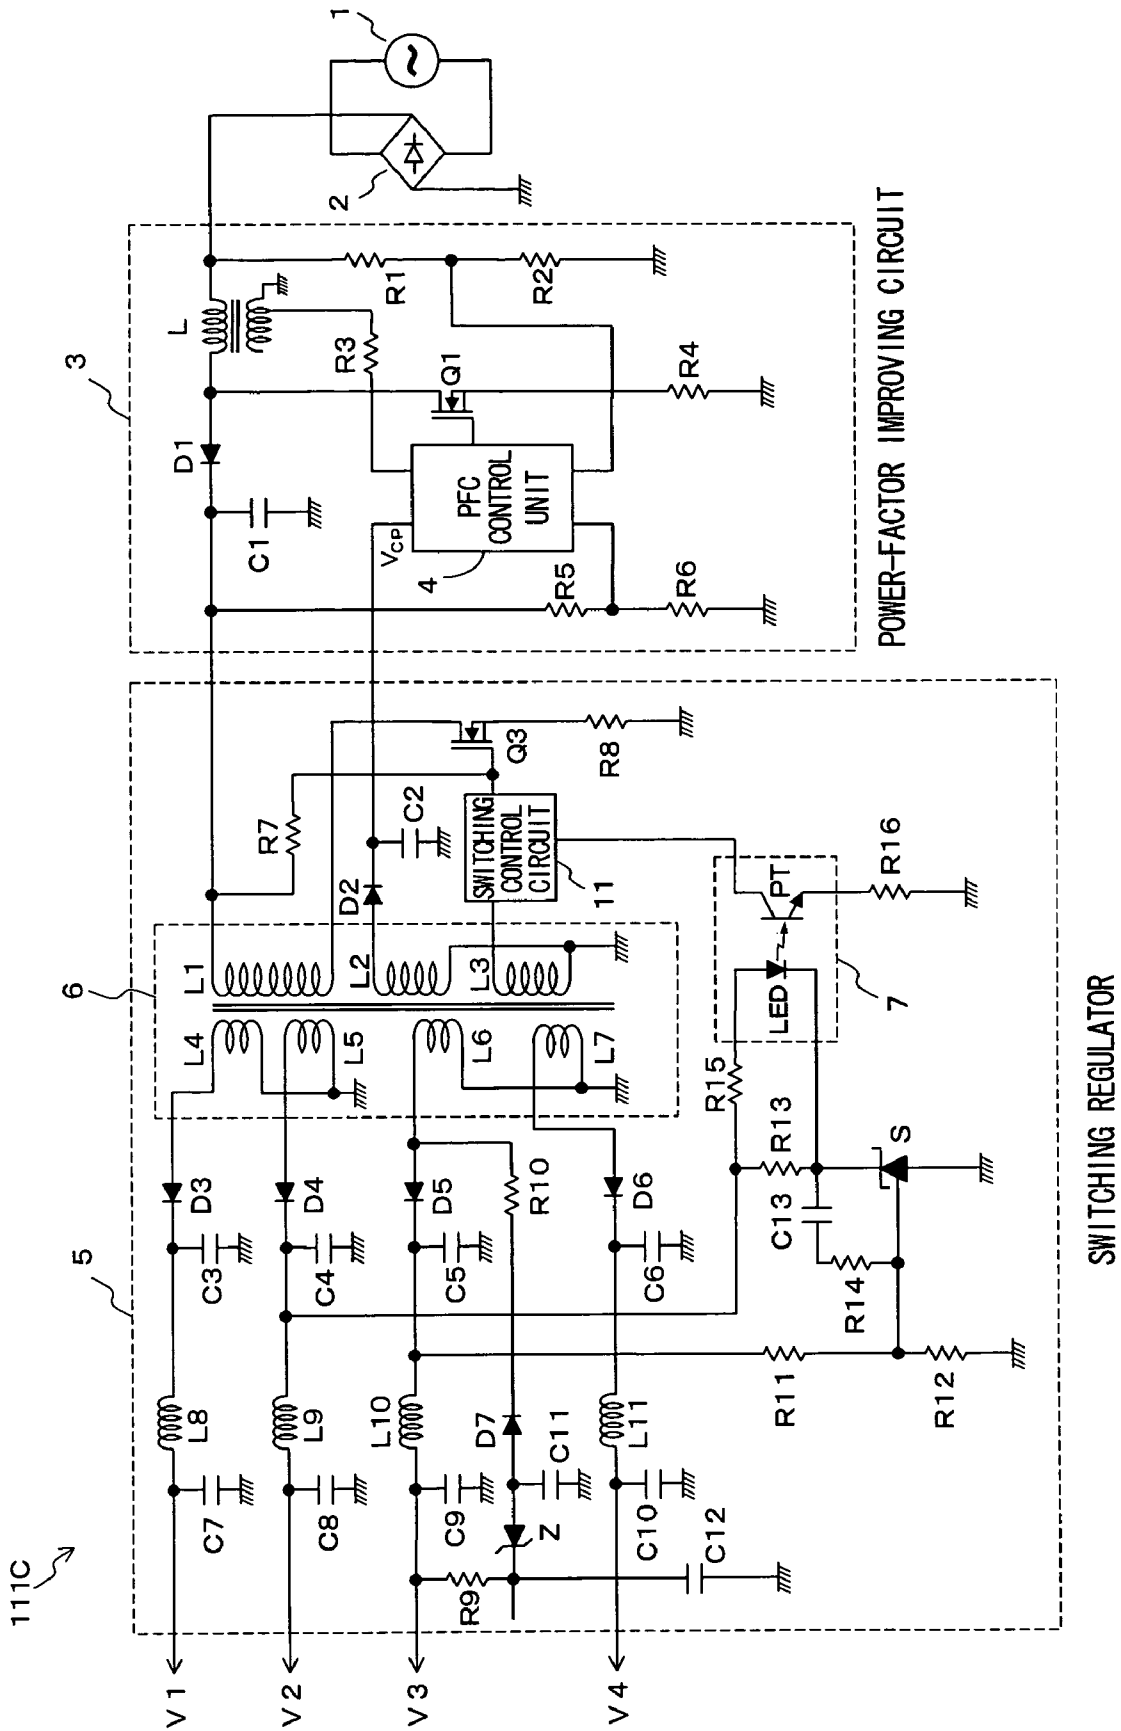 111C
1
2
3
L
R1
R2
R3
Q1
R4
D1
C1
VCP
PFC
CONTROL
UNIT
4
R5
R6
POWER-FACTOR IMPROVING CIRCUIT
5
6
R7
Q3
R8
C2
D2
SWITCHING
CONTROL
CIRCUIT
11
L1
L2
L3
L4
L5
L6
L7
PT
LED
7
R16
R15
R13
C13
R14
S
D3
D4
D5
D6
R10
C3
C4
C5
C6
R11
R12
L8
L9
L10
L11
D7
C11
Z
C7
C8
C9
C10
R9
C12
V1
V2
V3
V4
SWITCHING REGULATOR